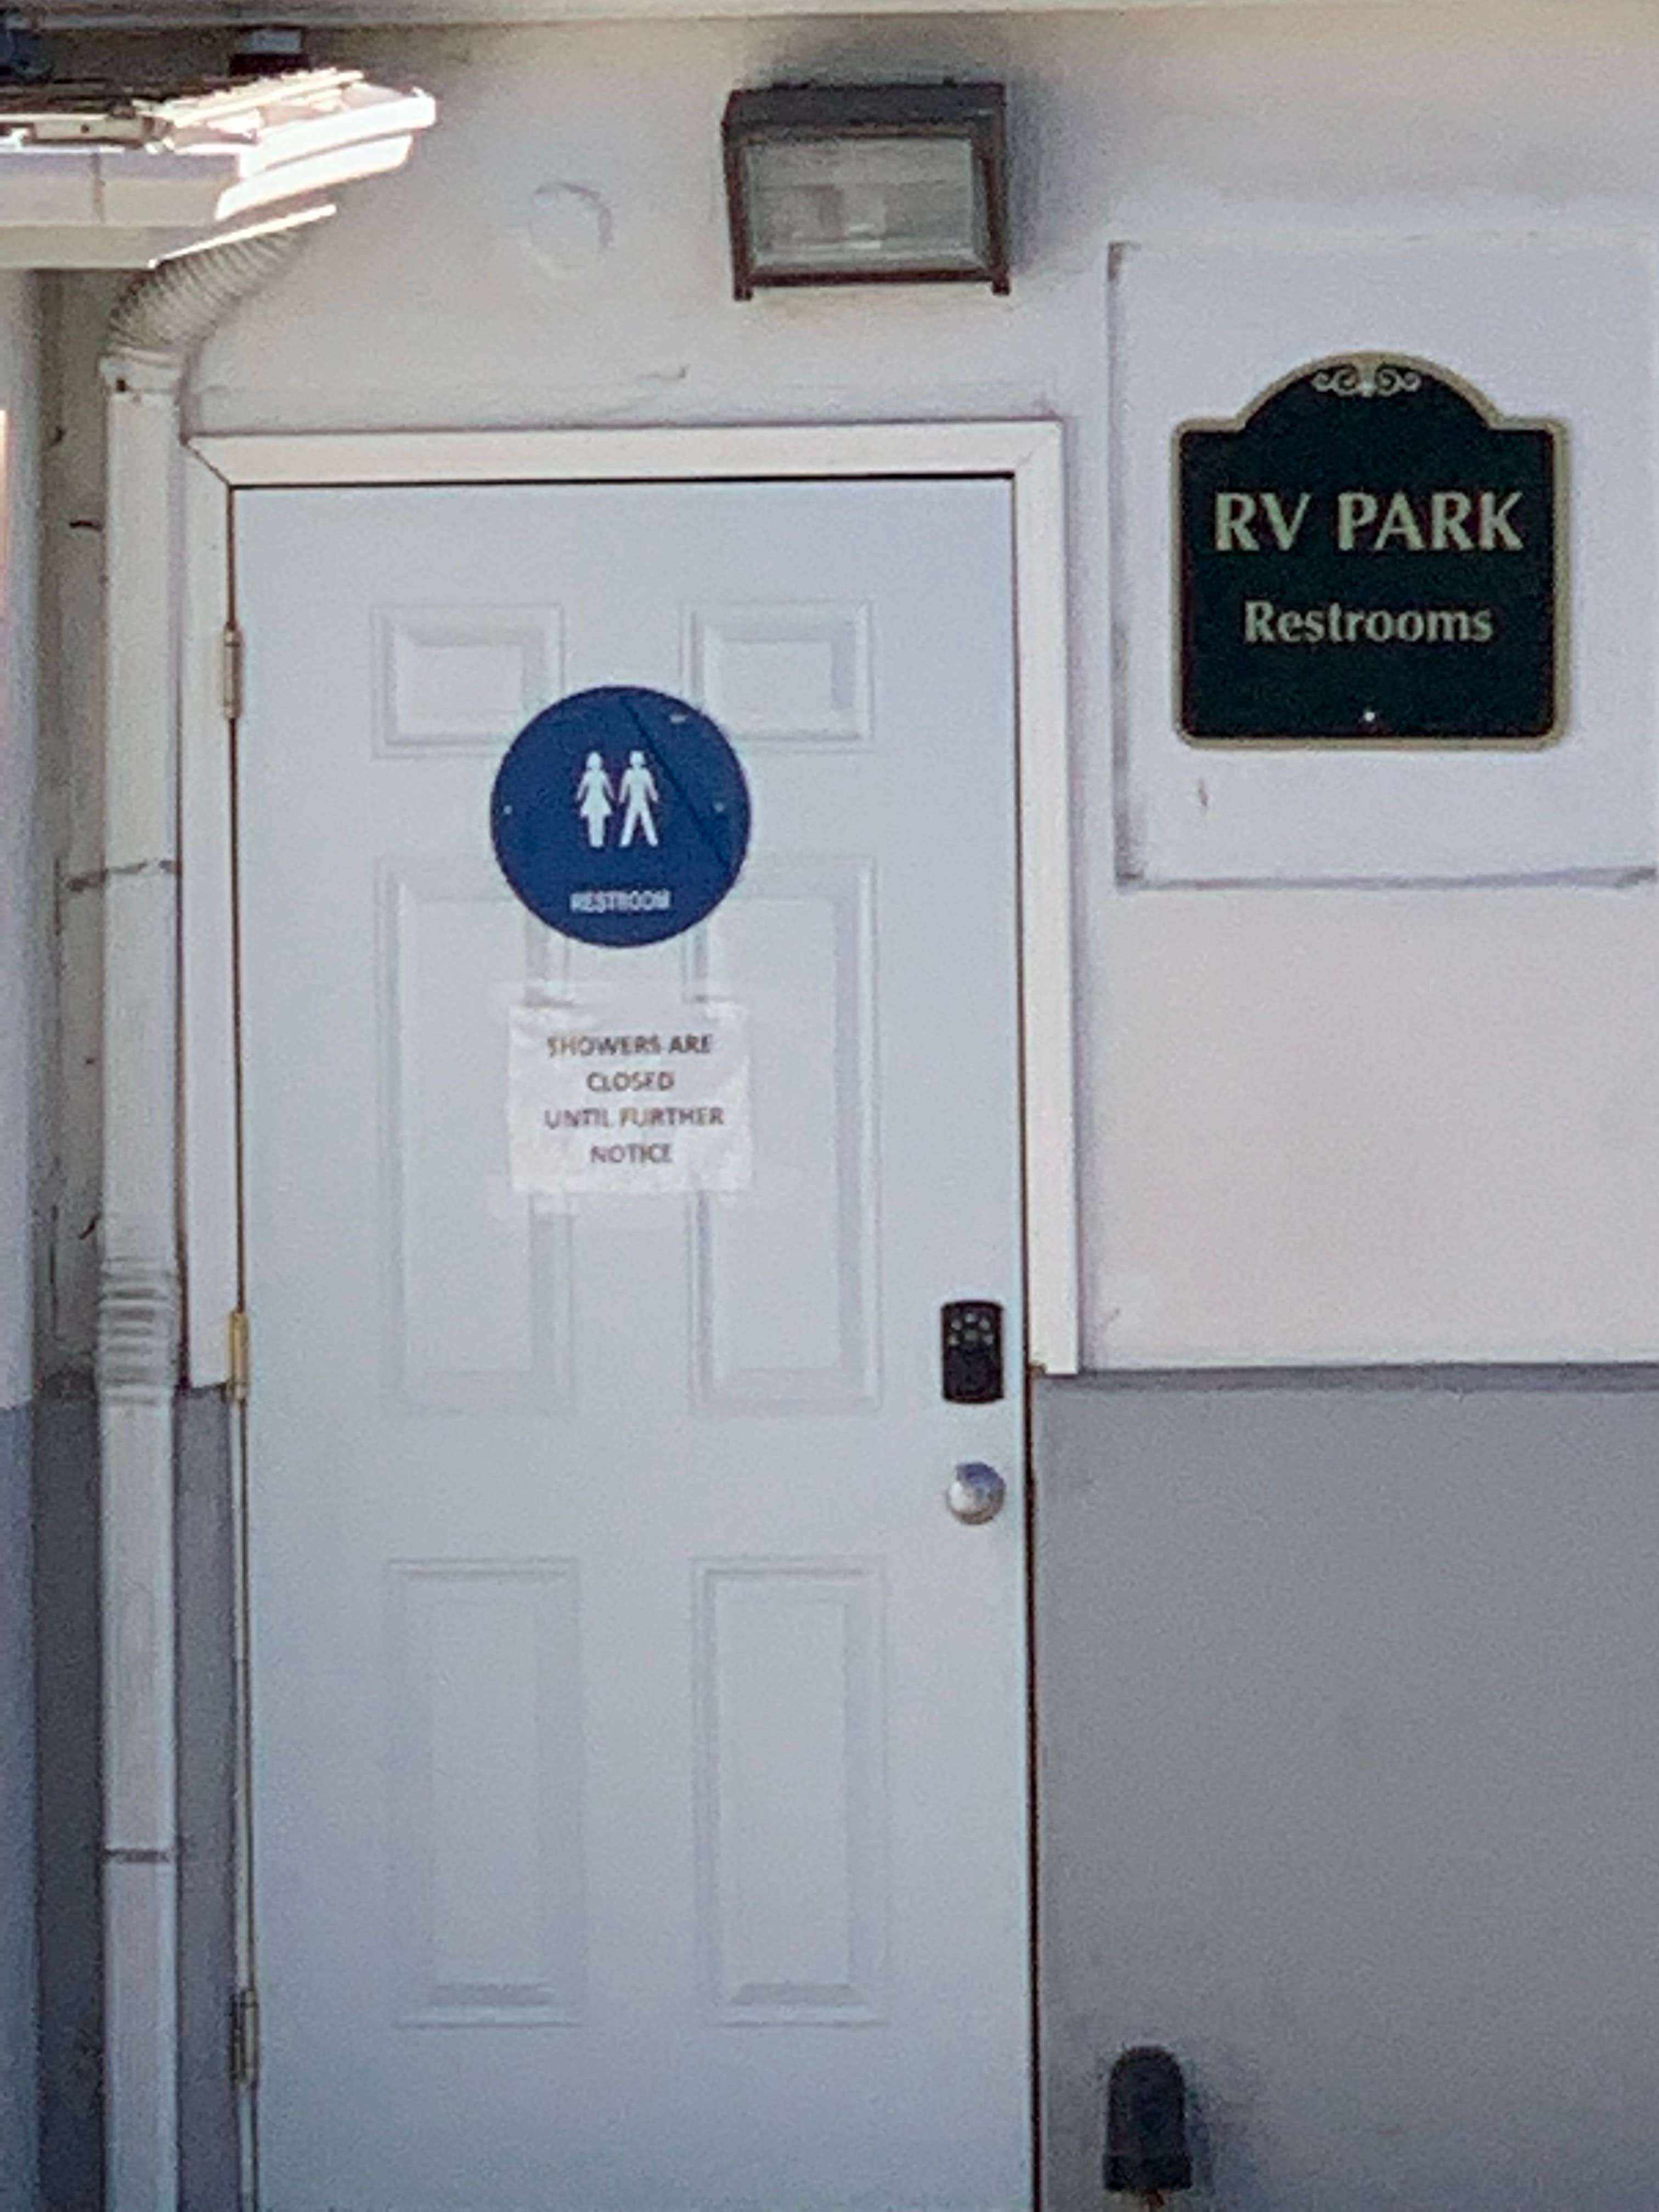 RV PARK
Restrooms
RESTROOM
SHOWERS ARE
CLOSED
UNTIL FURTHER
NOTICE